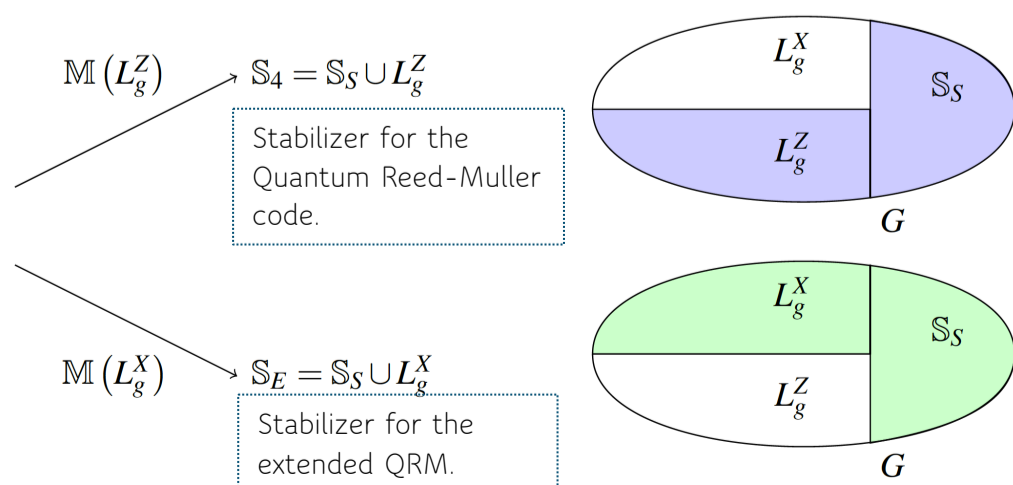 𝕄(L_g^Z)
𝕊_4 = 𝕊_S ∪ L_g^Z
Stabilizer for the
Quantum Reed-Muller
code.
L_g^X
𝕊_S
L_g^Z
G
𝕄(L_g^X)
𝕊_E = 𝕊_S ∪ L_g^X
Stabilizer for the
extended QRM.
L_g^X
𝕊_S
L_g^Z
G